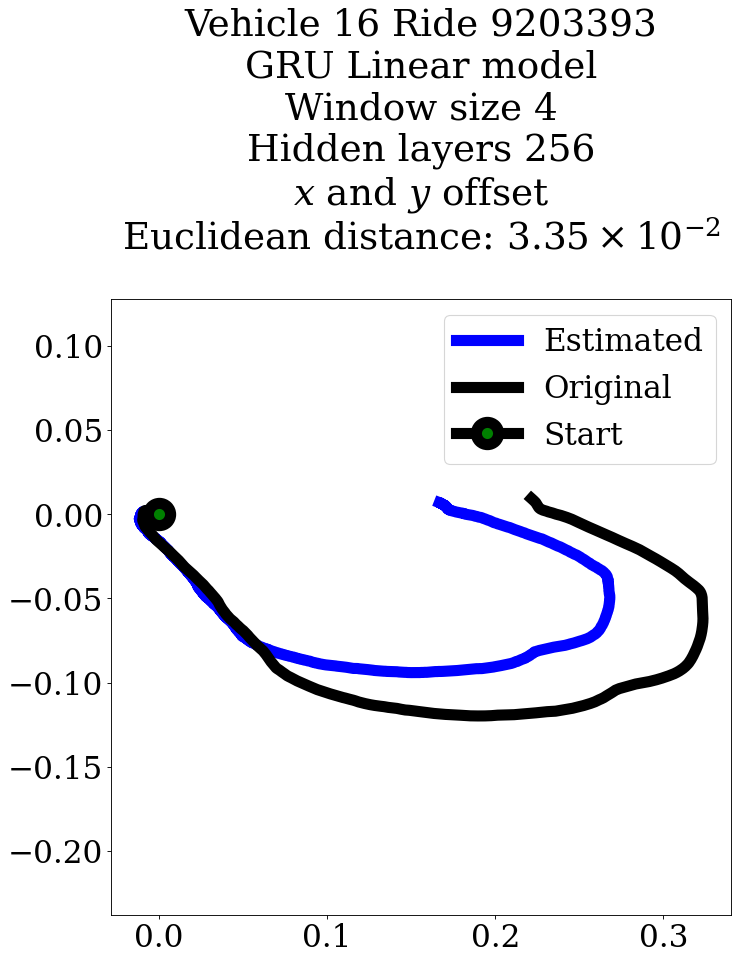 Vehicle 16 Ride 9203393
GRU Linear model
Window size 4
Hidden layers 256
x and y offset
Euclidean distance: 3.35 × 10⁻²
Estimated
Original
Start
0.10
0.05
0.00
−0.05
−0.10
−0.15
−0.20
0.0 0.1 0.2 0.3